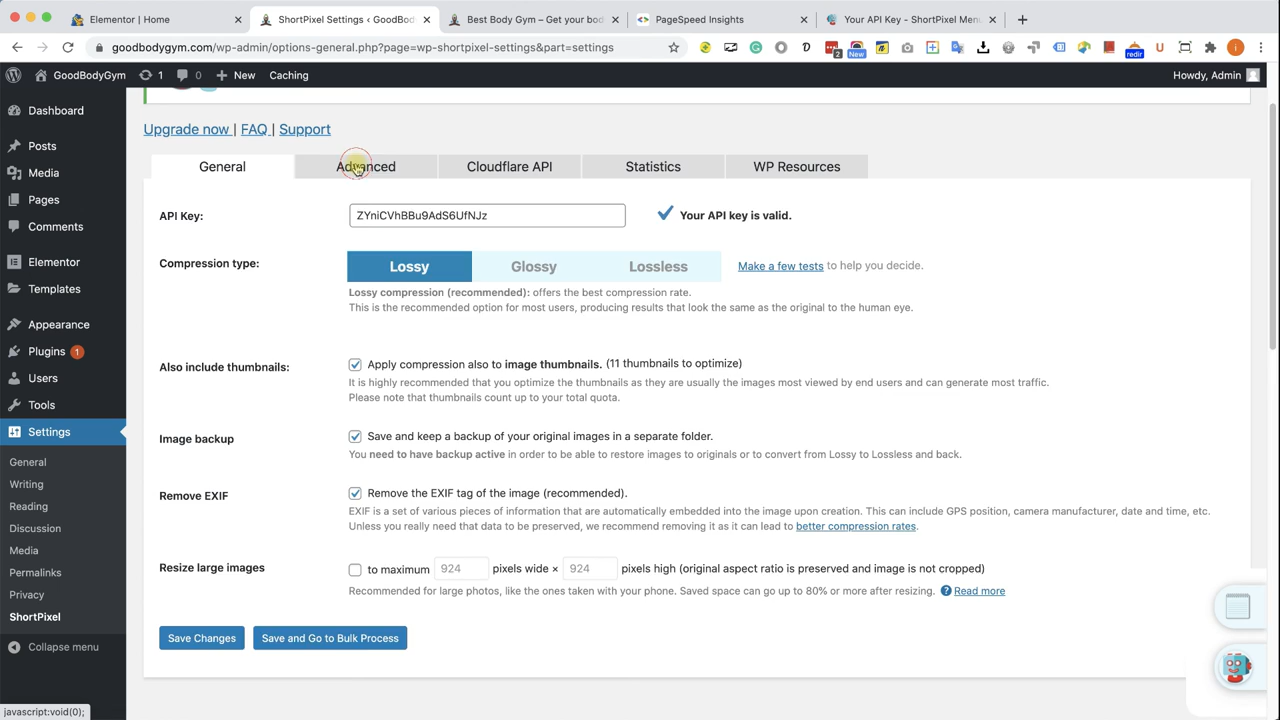 Elementor | Home
ShortPixel Settings ‹ GoodBod
Best Body Gym – Get your bod
PageSpeed Insights
Your API Key - ShortPixel Menu
goodbodygym.com/wp-admin/options-general.php?page=wp-shortpixel-settings&part=settings
2
New
redir
GoodBodyGym
1
0
New
Caching
Howdy, Admin
Dashboard
Posts
Media
Pages
Comments
Elementor
Templates
Appearance
Plugins 1
Users
Tools
Settings
General
Writing
Reading
Discussion
Media
Permalinks
Privacy
ShortPixel
Collapse menu
Upgrade now | FAQ | Support
General
Advanced
Cloudflare API
Statistics
WP Resources
API Key:
ZYniCVhBBu9AdS6UfNJz
Your API key is valid.
Compression type:
Lossy
Glossy
Lossless
Make a few tests to help you decide.
Lossy compression (recommended): offers the best compression rate.
This is the recommended option for most users, producing results that look the same as the original to the human eye.
Also include thumbnails:
Apply compression also to image thumbnails. (11 thumbnails to optimize)
It is highly recommended that you optimize the thumbnails as they are usually the images most viewed by end users and can generate most traffic.
Please note that thumbnails count up to your total quota.
Image backup
Save and keep a backup of your original images in a separate folder.
You need to have backup active in order to be able to restore images to originals or to convert from Lossy to Lossless and back.
Remove EXIF
Remove the EXIF tag of the image (recommended).
EXIF is a set of various pieces of information that are automatically embedded into the image upon creation. This can include GPS position, camera manufacturer, date and time, etc.
Unless you really need that data to be preserved, we recommend removing it as it can lead to better compression rates.
Resize large images
to maximum 924 pixels wide × 924 pixels high (original aspect ratio is preserved and image is not cropped)
Recommended for large photos, like the ones taken with your phone. Saved space can go up to 80% or more after resizing. Read more
Save Changes
Save and Go to Bulk Process
javascript:void(0);